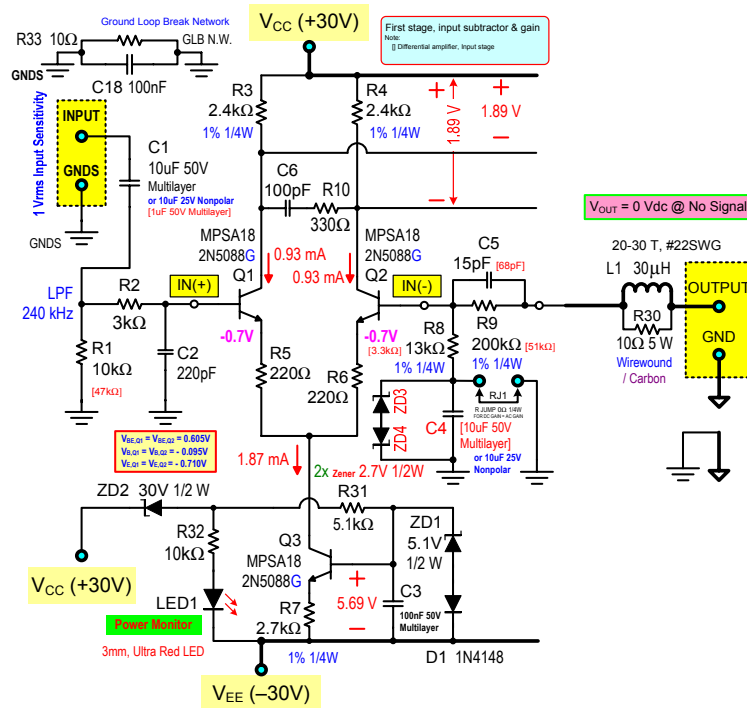 Ground Loop Break Network
R33 10Ω
GLB N.W.
GNDS
C18 100nF
V_CC (+30V)
First stage, input subtractor & gain
Note:
[] Differential amplifier, Input stage
R3
2.4kΩ
1% 1/4W
R4
2.4kΩ
1% 1/4W
+
1.89 V
−
+
1.89 V
−
1 Vrms Input Sensitivity
INPUT
GNDS
GNDS
C1
10uF 50V
Multilayer
or 10uF 25V Nonpolar
[1uF 50V Multilayer]
C6
100pF
R10
330Ω
V_OUT = 0 Vdc @ No Signal
MPSA18
2N5088G
Q1
0.93 mA
0.93 mA
MPSA18
2N5088G
Q2
C5
15pF
[68pF]
20-30 T, #22SWG
L1 30µH
R30
10Ω 5 W
Wirewound
/ Carbon
OUTPUT
GND
LPF
240 kHz
R2
3kΩ
IN(+)
IN(-)
-0.7V
-0.7V
R1
10kΩ
[47kΩ]
C2
220pF
R5
220Ω
R6
220Ω
[3.3kΩ]
R8
13kΩ
1% 1/4W
R9
200kΩ
[51kΩ]
1% 1/4W
ZD3
ZD4
RJ1
R JUMP 0Ω 1/4W
FOR DC GAIN = AC GAIN
C4
[10uF 50V
Multilayer]
or 10uF 25V
Nonpolar
V_BE,Q1 = V_BE,Q2 = 0.605V
V_B,Q1 = V_B,Q2 = - 0.095V
V_E,Q1 = V_E,Q2 = - 0.710V
1.87 mA
2x Zener 2.7V 1/2W
ZD2 30V 1/2 W
R31
5.1kΩ
R32
10kΩ
Q3
MPSA18
2N5088G
ZD1
5.1V
1/2 W
V_CC (+30V)
LED1
Power Monitor
3mm, Ultra Red LED
R7
2.7kΩ
1% 1/4W
+
5.69 V
−
C3
100nF 50V
Multilayer
D1 1N4148
V_EE (–30V)